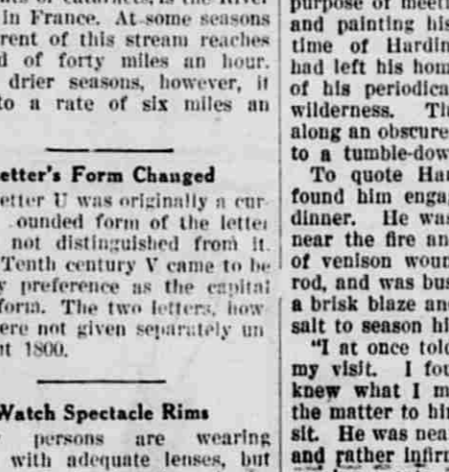 in France. At some seasons
rent of this stream reaches
d of forty miles an hour.
drier seasons, however, it
to a rate of six miles an
etter's Form Changed
etter U was originally a cur
ounded form of the letter
not distinguished from it.
Tenth century V came to be
y preference as the capital
form. The two letters, how
ere not given separately un
t 1800.
Watch Spectacle Rims
persons are wearing
with adequate lenses, but
purpose of meeti
and painting his
time of Hardin
had left his hom
of his periodica
wilderness. Th
along an obscure
to a tumble-dow
To quote Har
found him enga
dinner. He was
near the fire an
of venison woun
rod, and was bus
a brisk blaze an
salt to season hi
"I at once told
my visit. I fou
knew what I m
the matter to hi
sit. He was nea
and rather infirm